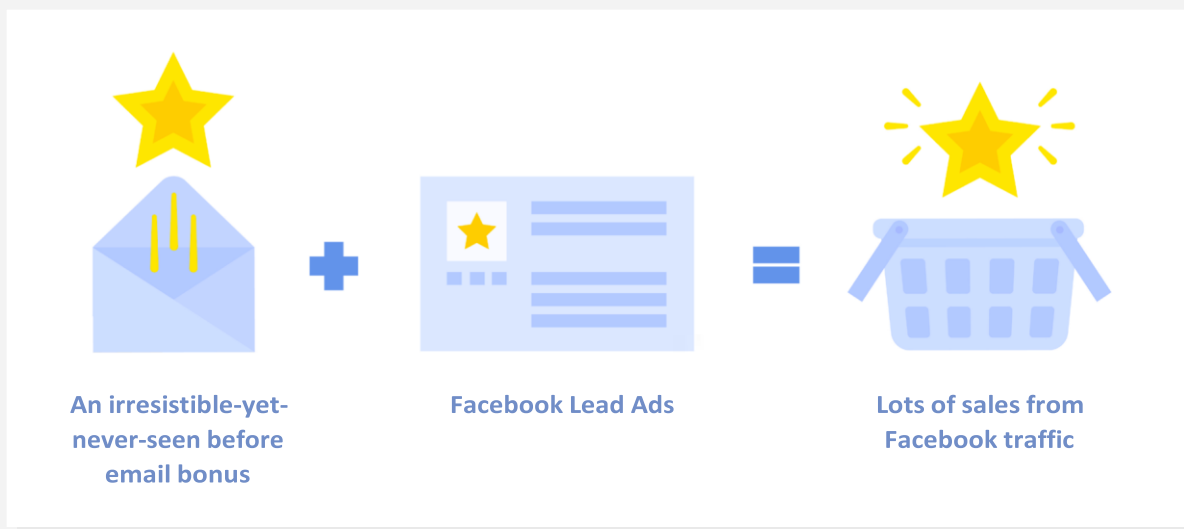 An irresistible-yet-
never-seen before
email bonus
Facebook Lead Ads
Lots of sales from
Facebook traffic